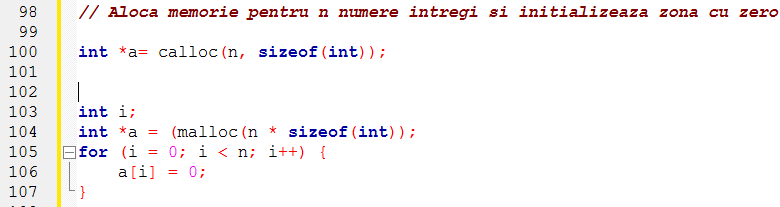 98 // Aloca memorie pentru n numere intregi si initializeaza zona cu zero
99
100 int *a= calloc(n, sizeof(int));
101
102
103 int i;
104 int *a = (malloc(n * sizeof(int));
105 for (i = 0; i < n; i++) {
106 a[i] = 0;
107 }